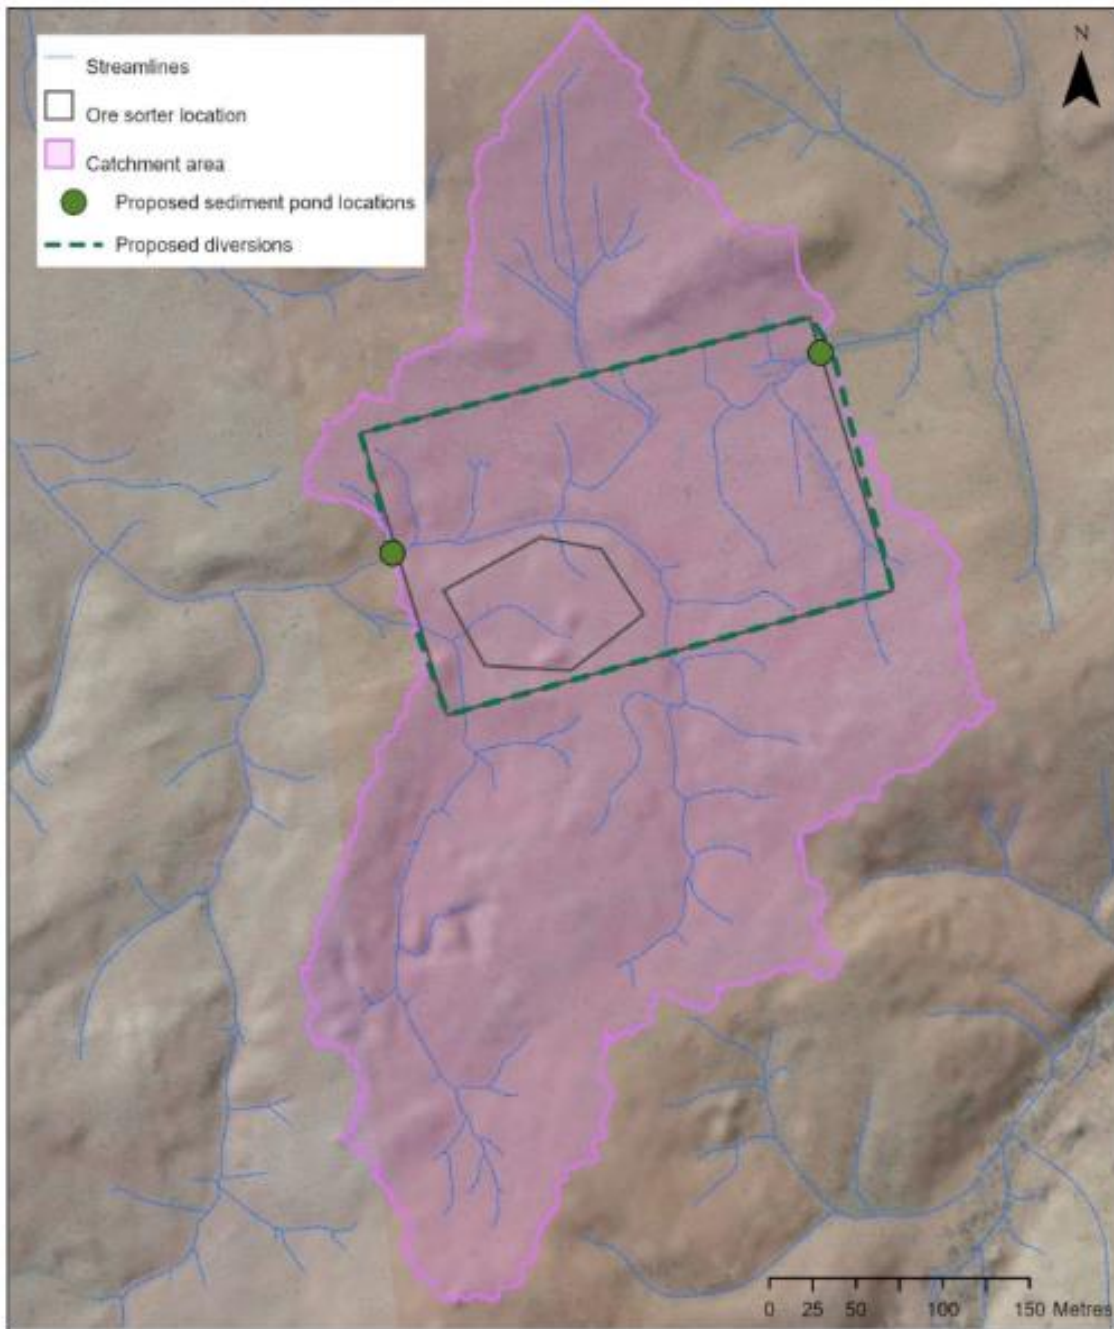 Streamlines
Ore sorter location
Catchment area
Proposed sediment pond locations
Proposed diversions
N
0 25 50 100 150 Metres